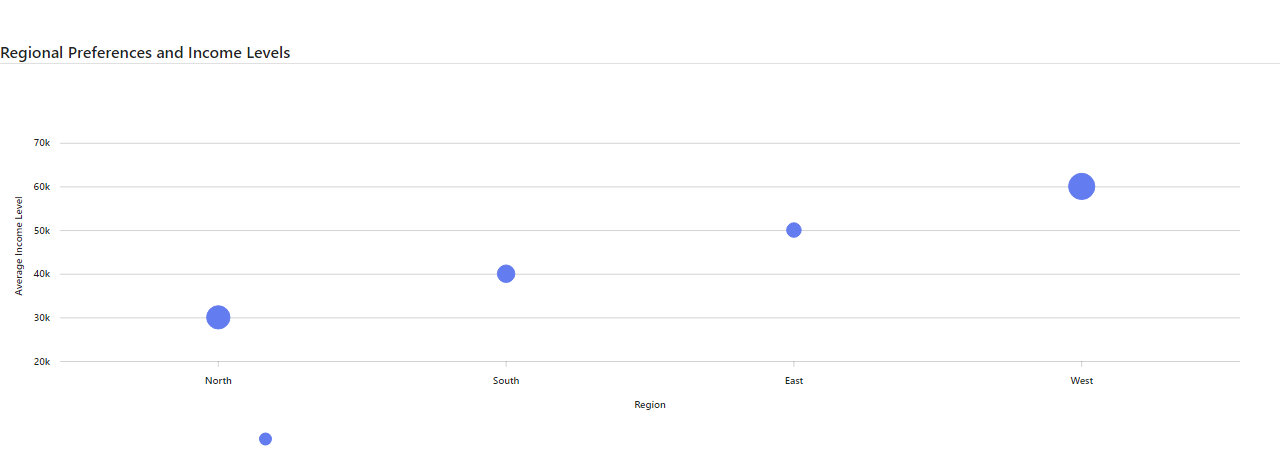 Regional Preferences and Income Levels
70k
60k
50k
40k
30k
20k
Average Income Level
North
South
East
West
Region